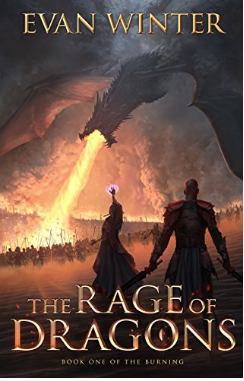 EVAN WINTER
THE RAGE OF
DRAGONS
BOOK ONE OF THE BURNING